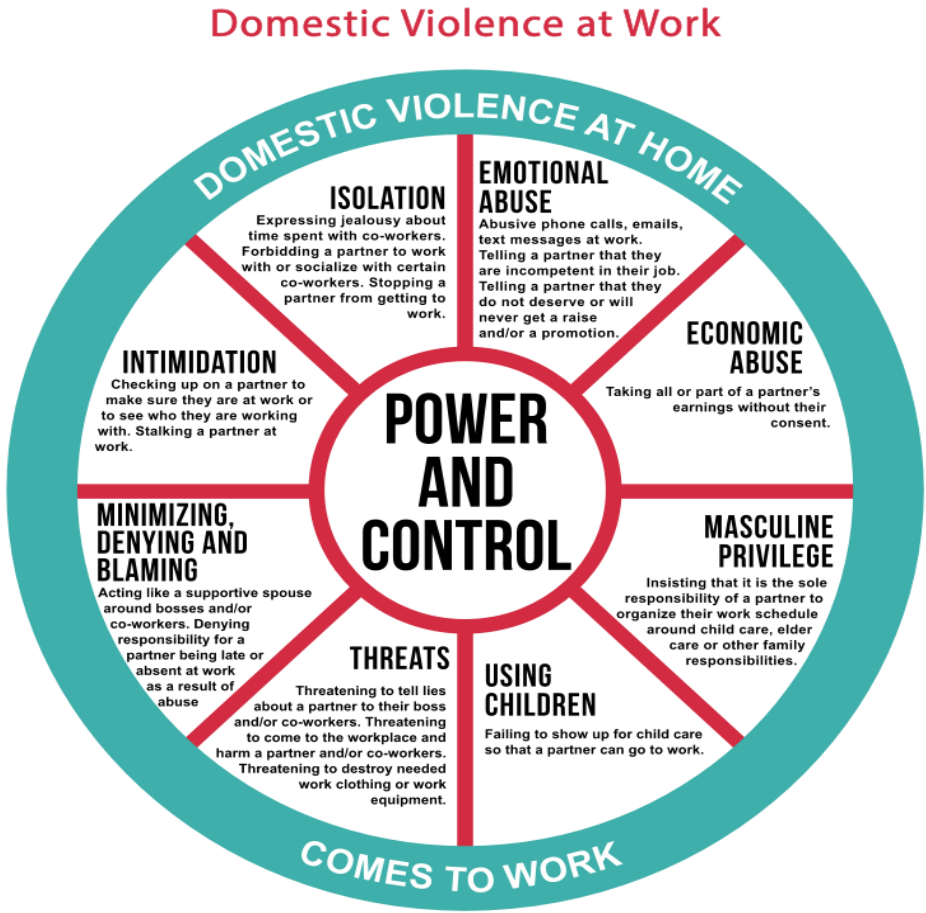 Domestic Violence at Work
DOMESTIC VIOLENCE AT HOME
ISOLATION
Expressing jealousy about
time spent with co-workers.
Forbidding a partner to work
with or socialize with certain
co-workers. Stopping a
partner from getting to
work.
EMOTIONAL
ABUSE
Abusive phone calls, emails,
text messages at work.
Telling a partner that they
are incompetent in their job.
Telling a partner that they
do not deserve or will
never get a raise
and/or a promotion.
ECONOMIC
ABUSE
Taking all or part of a partner's
earnings without their
consent.
MASCULINE
PRIVILEGE
Insisting that it is the sole
responsibility of a partner to
organize their work schedule
around child care, elder
care or other family
responsibilities.
USING
CHILDREN
Failing to show up for child care
so that a partner can go to work.
THREATS
Threatening to tell lies
about a partner to their boss
and/or co-workers. Threatening
to come to the workplace and
harm a partner and/or co-workers.
Threatening to destroy needed
work clothing or work
equipment.
MINIMIZING,
DENYING AND
BLAMING
Acting like a supportive spouse
around bosses and/or
co-workers. Denying
responsibility for a
partner being late or
absent at work
as a result of
abuse
INTIMIDATION
Checking up on a partner to
make sure they are at work or
to see who they are working
with. Stalking a partner at
work.
POWER
AND
CONTROL
COMES TO WORK